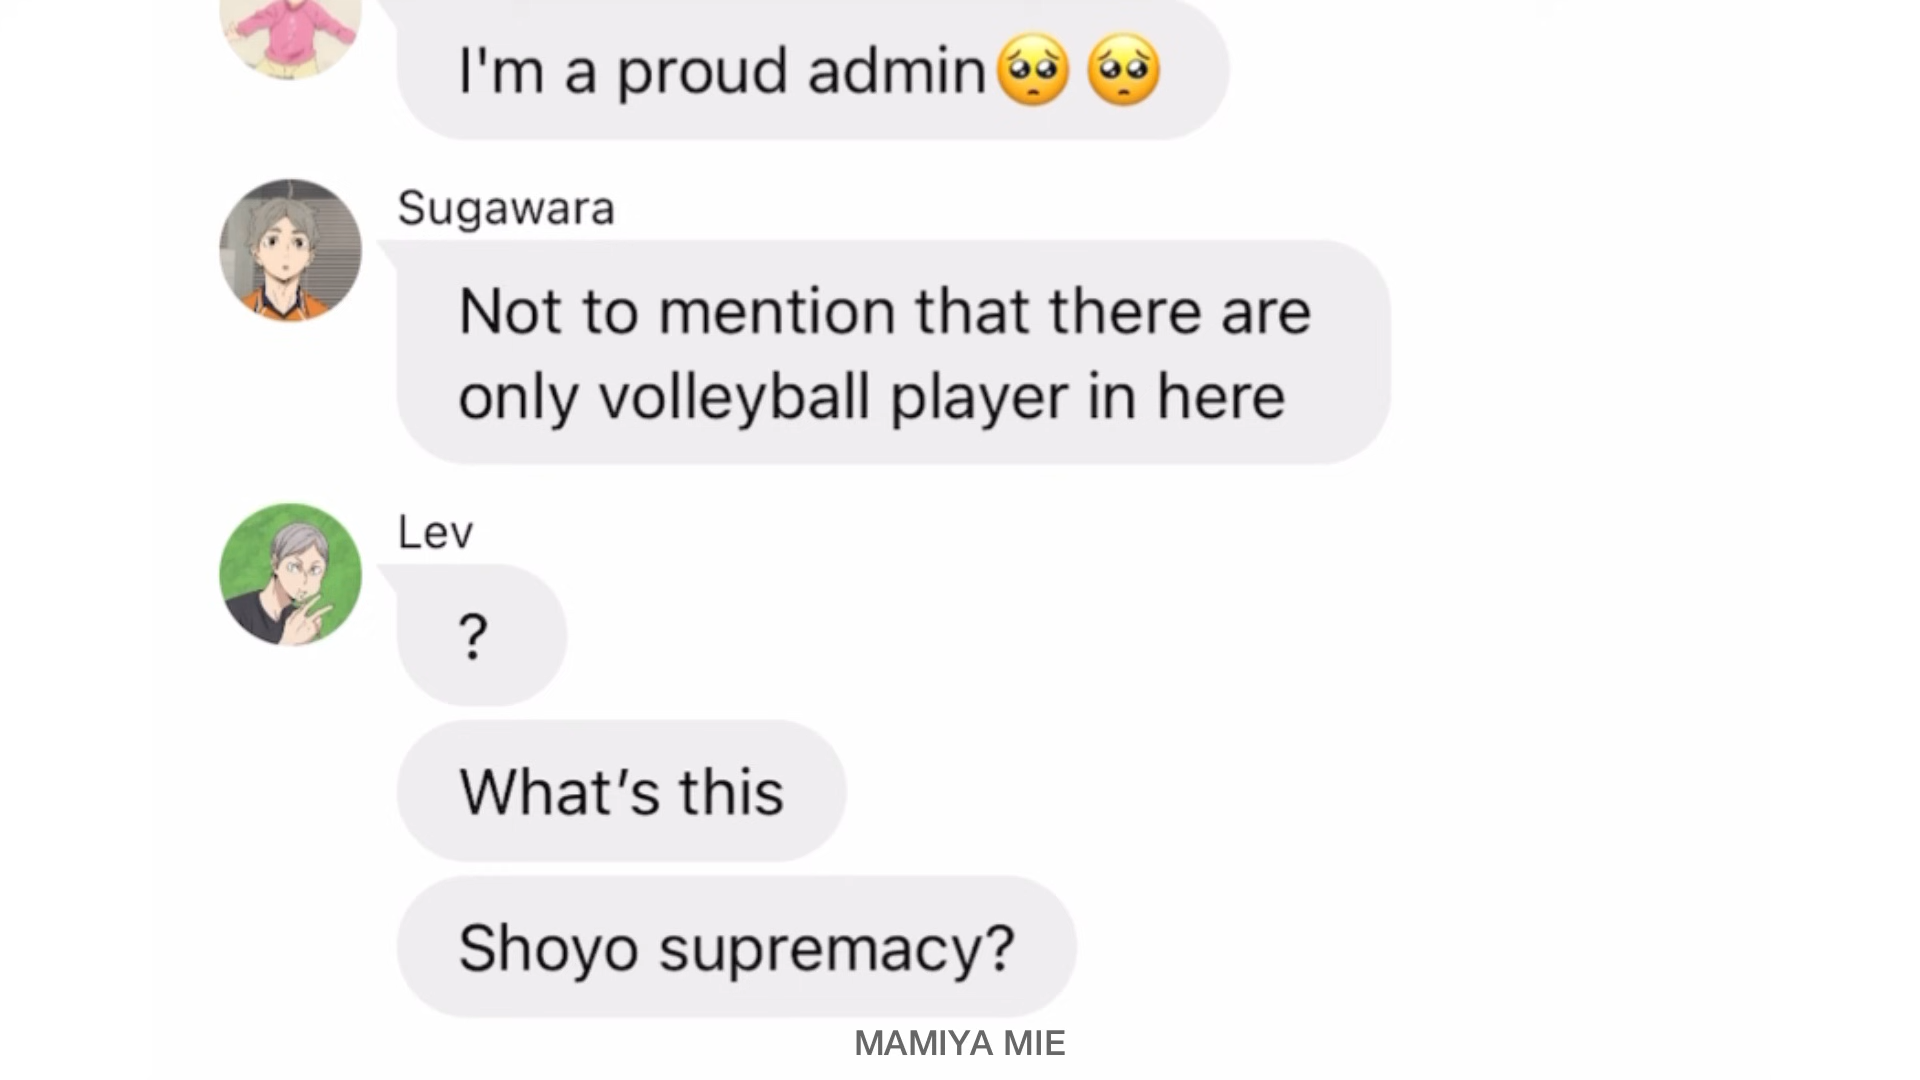 I'm a proud admin🥺 🥺
Sugawara
Not to mention that there are
only volleyball player in here
Lev
?
What's this
Shoyo supremacy?
MAMIYA MIE